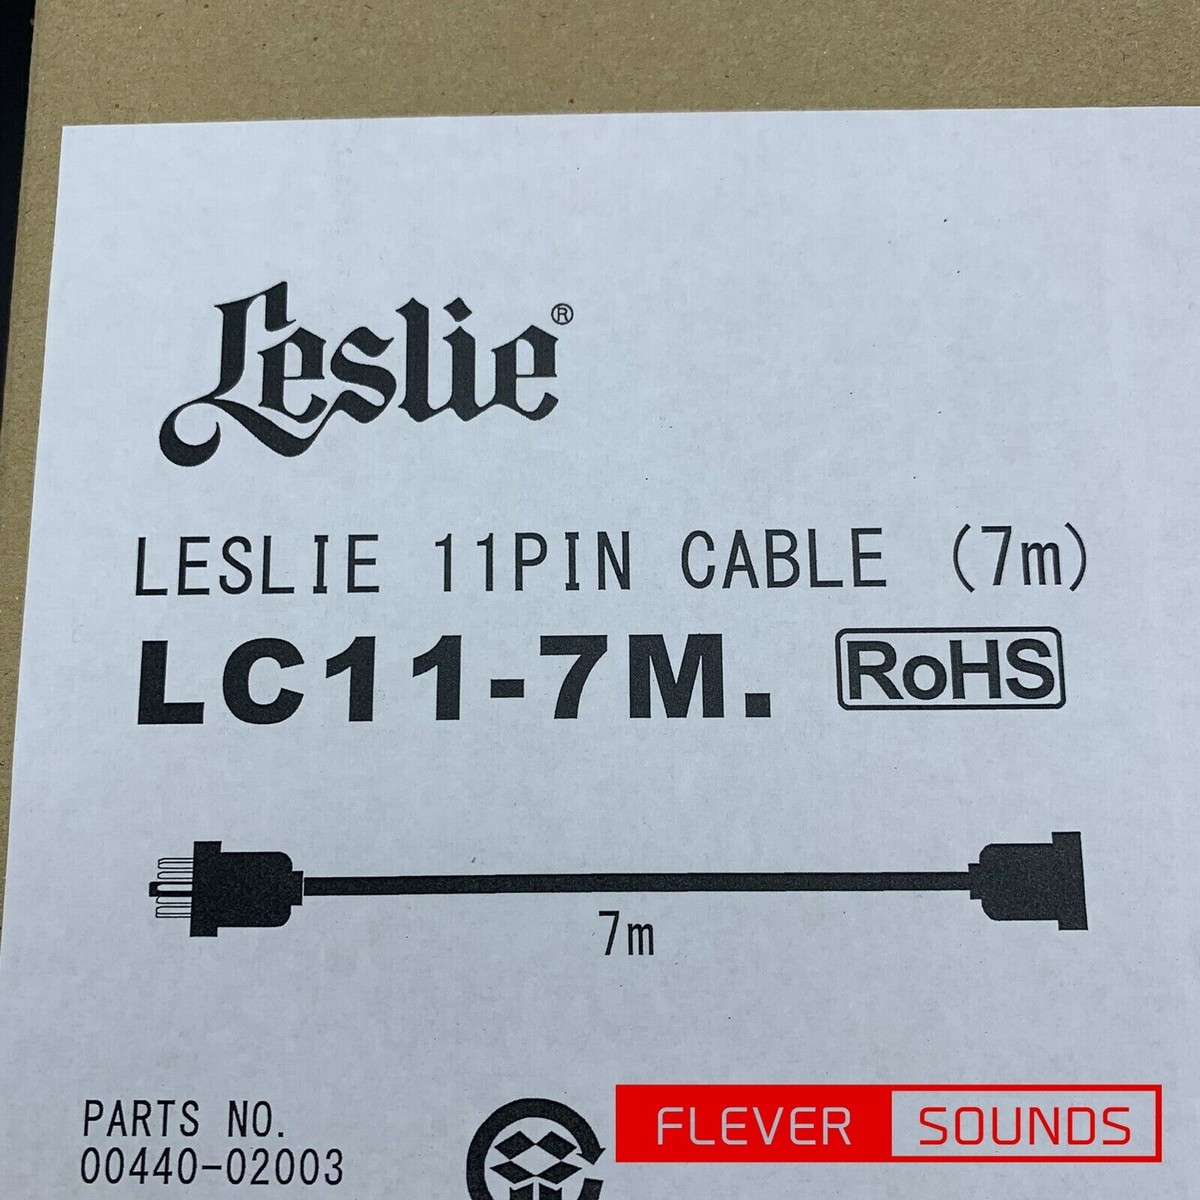 Leslie®
LESLIE 11PIN CABLE (7m)
LC11-7M. RoHS
7m
PARTS NO.
00440-02003
FLEVER SOUNDS